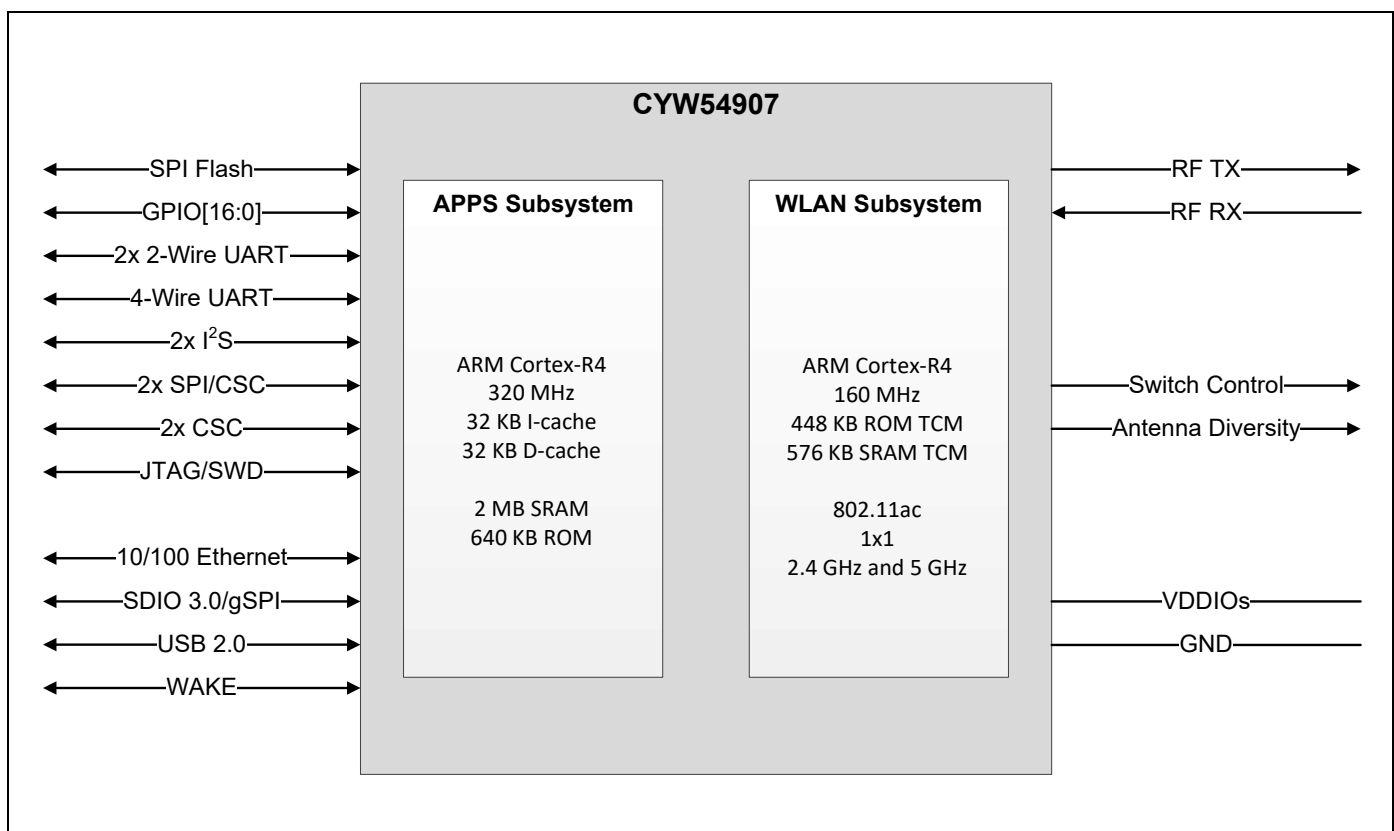 CYW54907
SPI Flash
GPIO[16:0]
2x 2-Wire UART
4-Wire UART
2x I²S
2x SPI/CSC
2x CSC
JTAG/SWD
10/100 Ethernet
SDIO 3.0/gSPI
USB 2.0
WAKE
APPS Subsystem
ARM Cortex-R4
320 MHz
32 KB I-cache
32 KB D-cache
2 MB SRAM
640 KB ROM
WLAN Subsystem
ARM Cortex-R4
160 MHz
448 KB ROM TCM
576 KB SRAM TCM
802.11ac
1x1
2.4 GHz and 5 GHz
RF TX
RF RX
Switch Control
Antenna Diversity
VDDIOs
GND